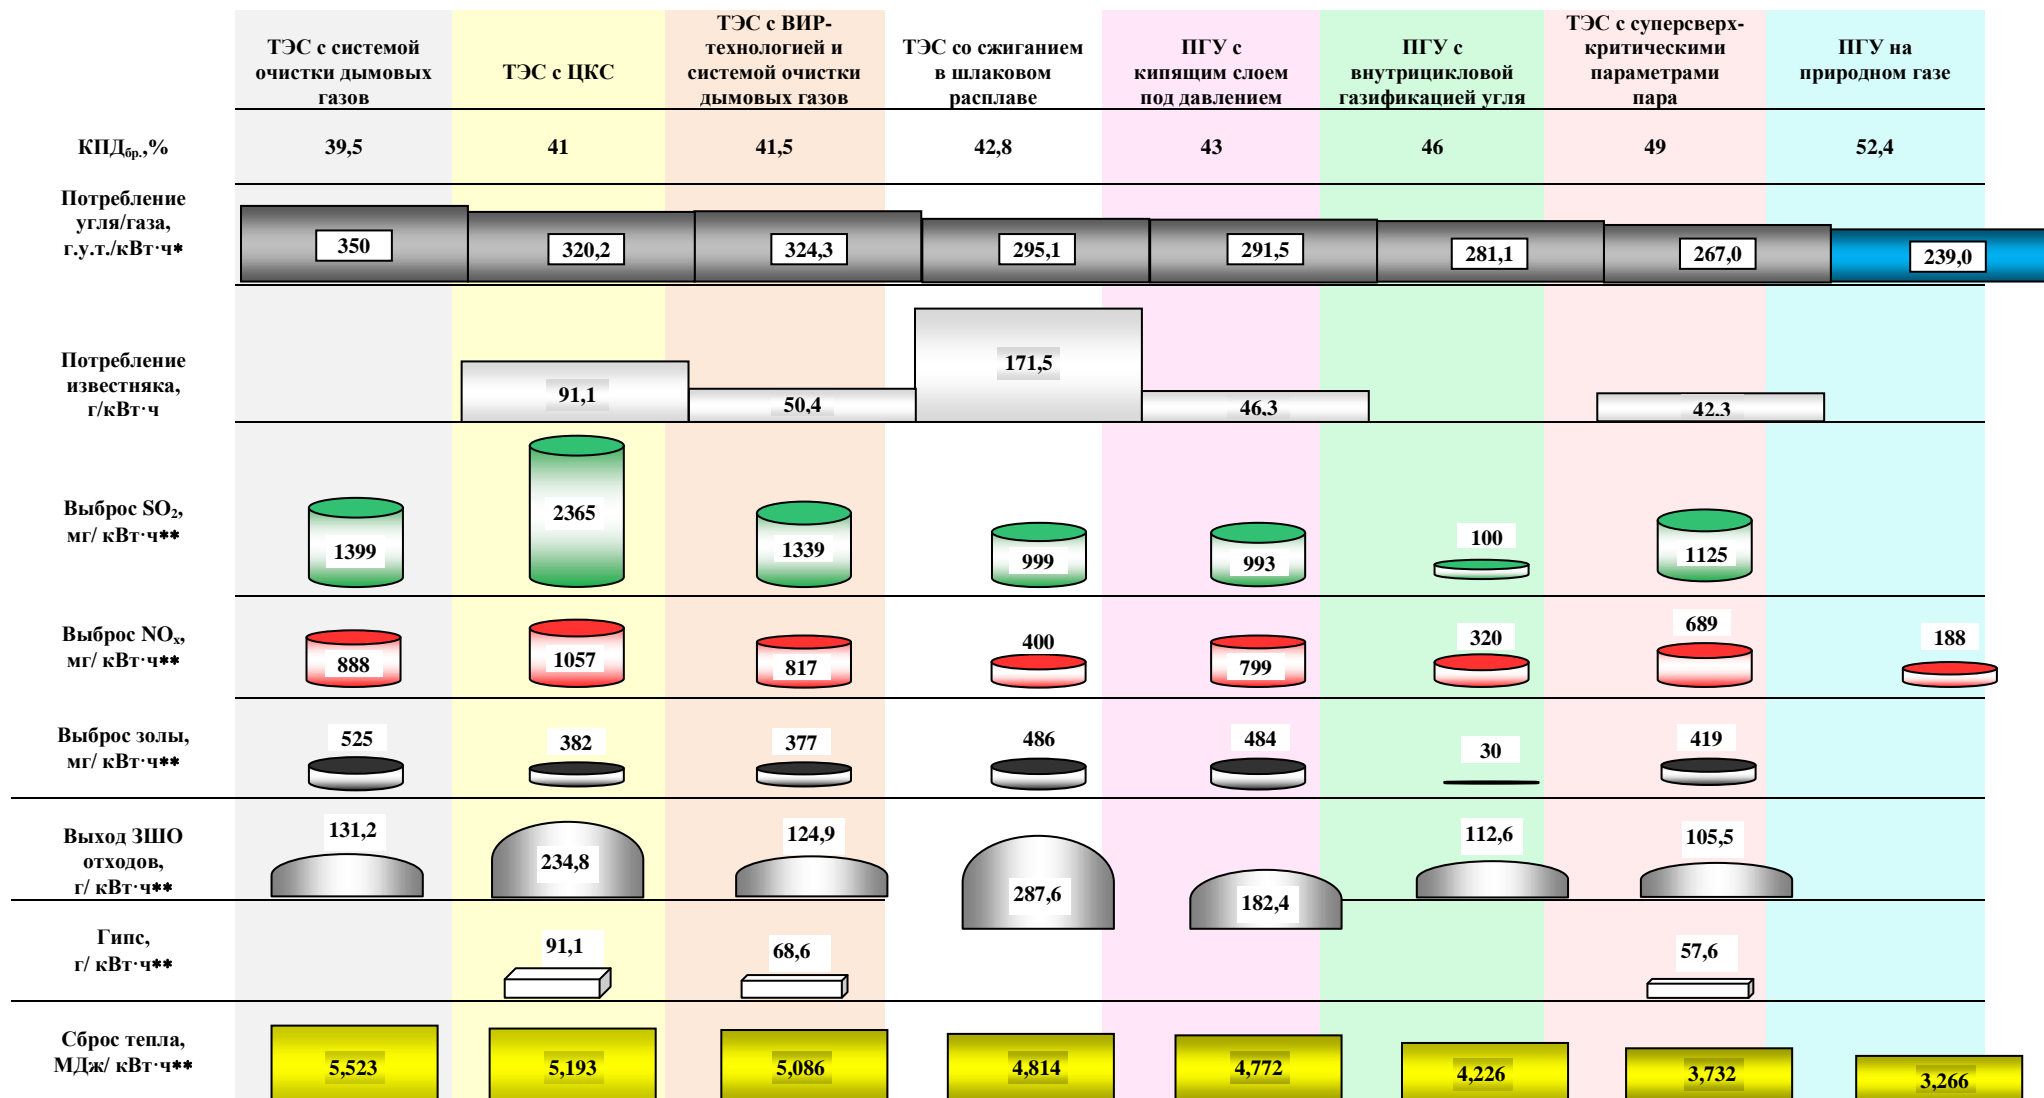 ТЭС с системой
очистки дымовых
газов
ТЭС с ЦКС
ТЭС с ВИР-
технологией и
системой очистки
дымовых газов
ТЭС со сжиганием
в шлаковом
расплаве
ПГУ с
кипящим слоем
под давлением
ПГУ с
внутрицикловой
газификацией угля
ТЭС с суперсверх-
критическими
параметрами
пара
ПГУ на
природном газе
КПДбр.,% 39,5 41 41,5 42,8 43 46 49 52,4
Потребление
угля/газа,
г.у.т./кВт·ч*
350 320,2 324,3 295,1 291,5 281,1 267,0 239,0
Потребление
известняка,
г/кВт·ч
91,1 50,4 171,5 46,3 42,3
Выброс SO₂,
мг/ кВт·ч**
1399 2365 1339 999 993 100 1125
Выброс NOₓ,
мг/ кВт·ч**
888 1057 817 400 799 320 689 188
Выброс золы,
мг/ кВт·ч**
525 382 377 486 484 30 419
Выход ЗШО
отходов,
г/ кВт·ч**
131,2 234,8 124,9 287,6 182,4 112,6 105,5
Гипс,
г/ кВт·ч**
91,1 68,6 57,6
Сброс тепла,
МДж/ кВт·ч**
5,523 5,193 5,086 4,814 4,772 4,226 3,732 3,266